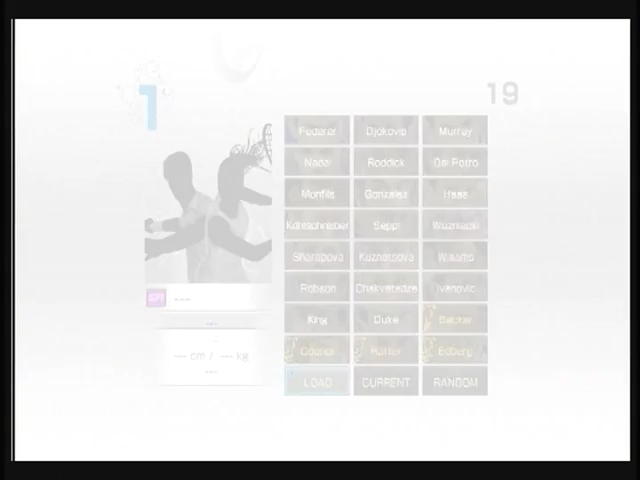 1
19
Federer Djokovic Murray
Nadal Roddick Del Potro
Monfils Gonzalez Haas
Kohlschreiber Seppi Wozniacki
Sharapova Kuznetsova Williams
Robson Chakvetadze Ivanovic
King Duke Becker
Courier Rafter Edberg
cm / kg
LOAD CURRENT RANDOM